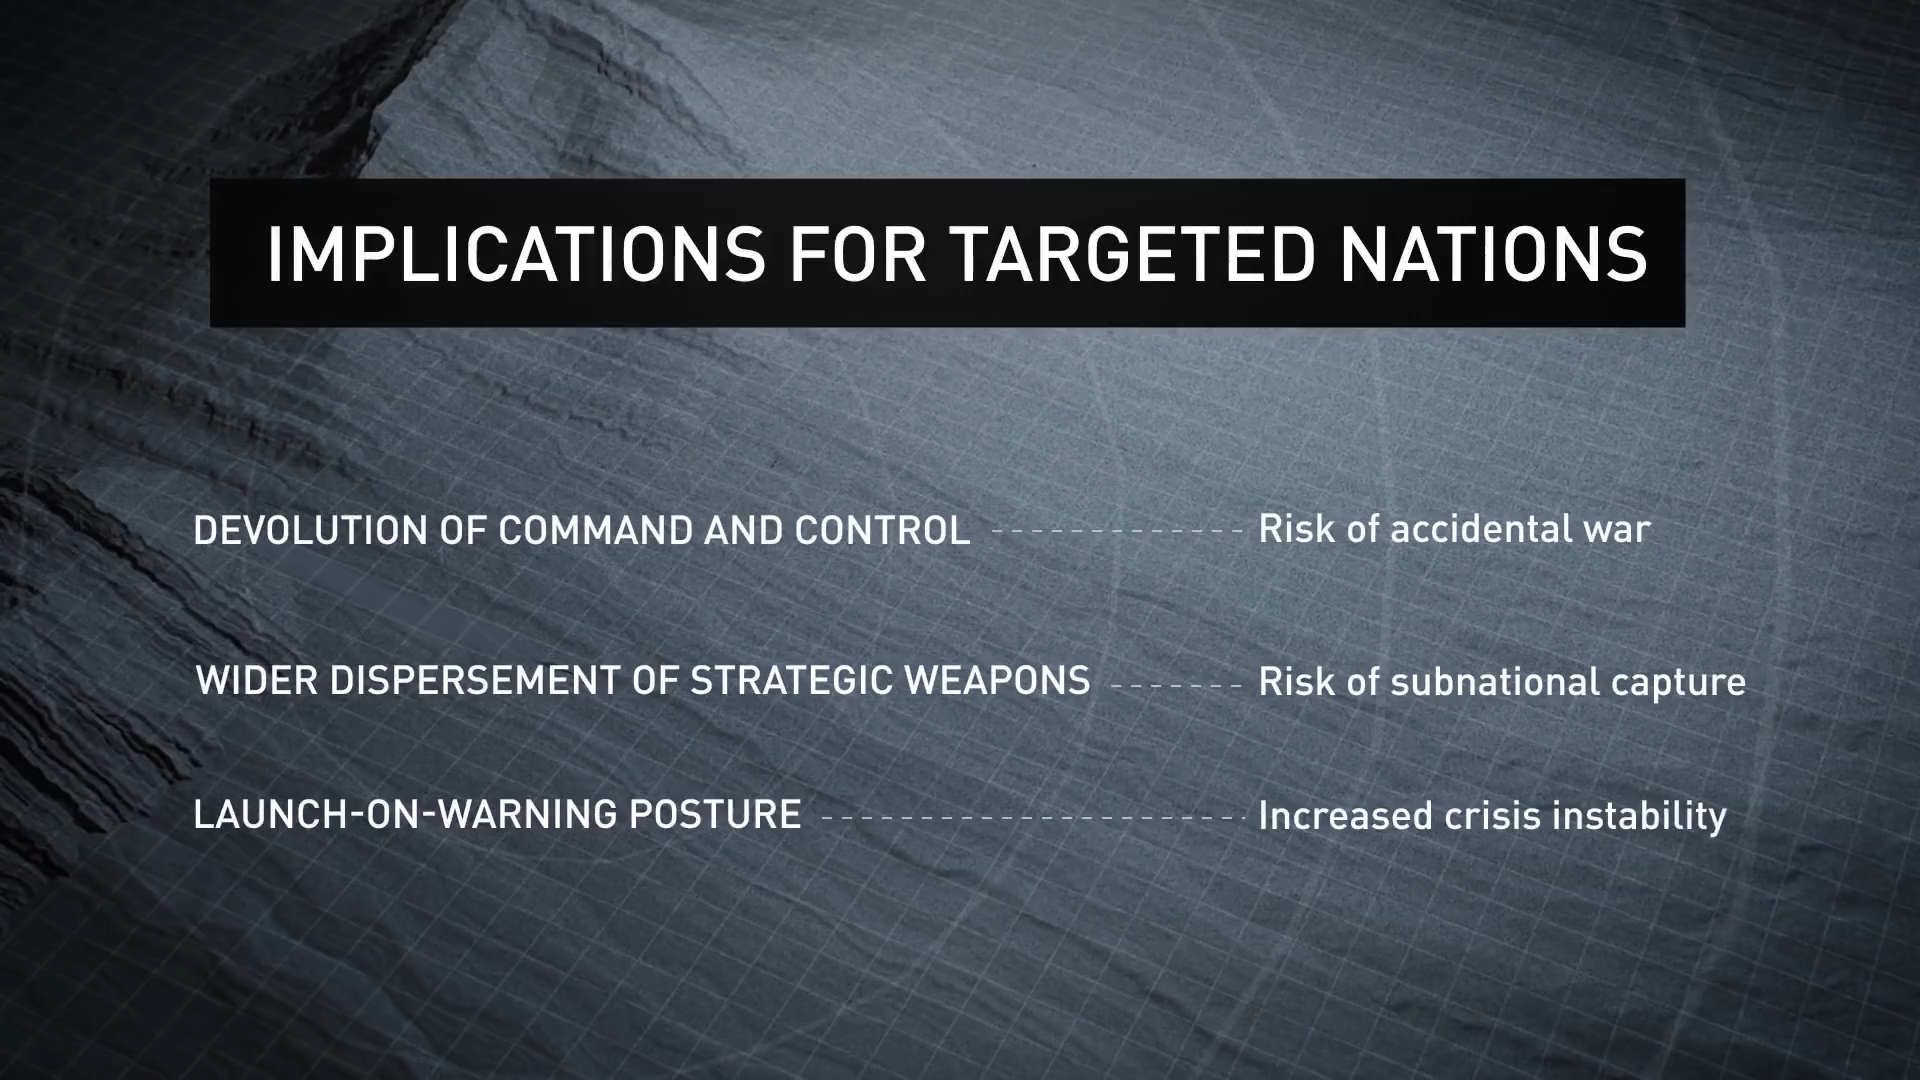 IMPLICATIONS FOR TARGETED NATIONS
DEVOLUTION OF COMMAND AND CONTROL Risk of accidental war
WIDER DISPERSEMENT OF STRATEGIC WEAPONS Risk of subnational capture
LAUNCH-ON-WARNING POSTURE Increased crisis instability